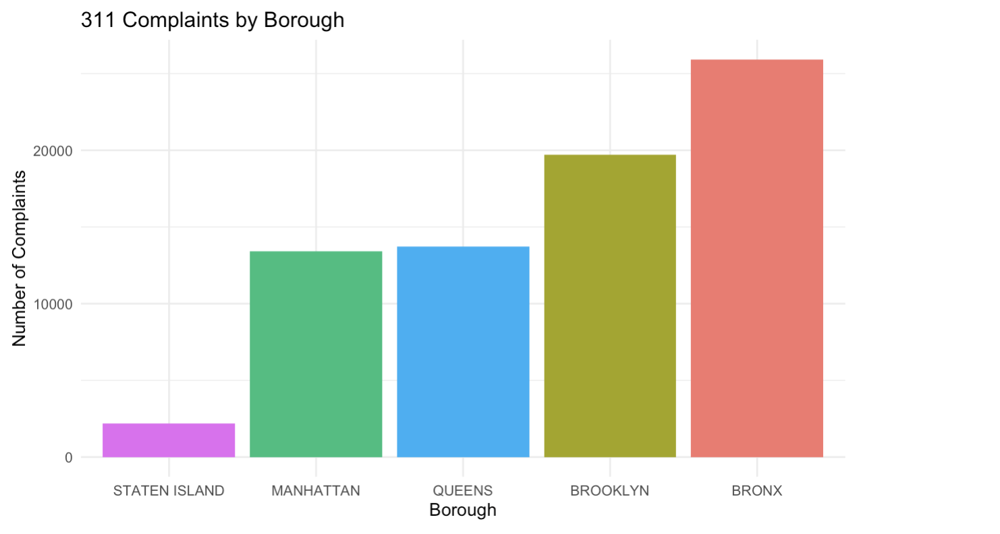 311 Complaints by Borough
Number of Complaints
20000
10000
0
STATEN ISLAND
MANHATTAN
QUEENS
BROOKLYN
BRONX
Borough